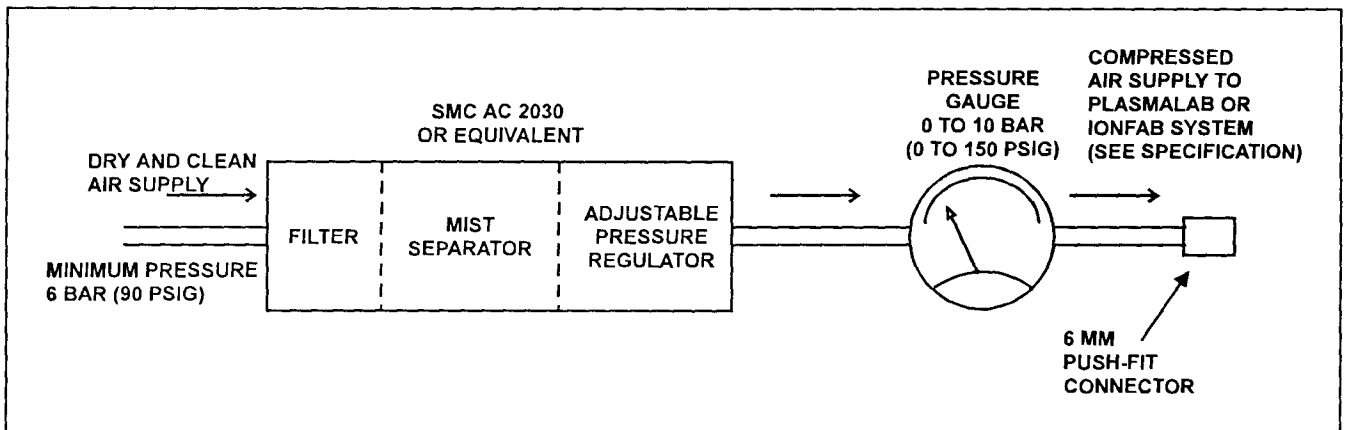 SMC AC 2030
OR EQUIVALENT
DRY AND CLEAN
AIR SUPPLY
MINIMUM PRESSURE
6 BAR (90 PSIG)
FILTER
MIST
SEPARATOR
ADJUSTABLE
PRESSURE
REGULATOR
PRESSURE
GAUGE
0 TO 10 BAR
(0 TO 150 PSIG)
COMPRESSED
AIR SUPPLY TO
PLASMALAB OR
IONFAB SYSTEM
(SEE SPECIFICATION)
6 MM
PUSH-FIT
CONNECTOR